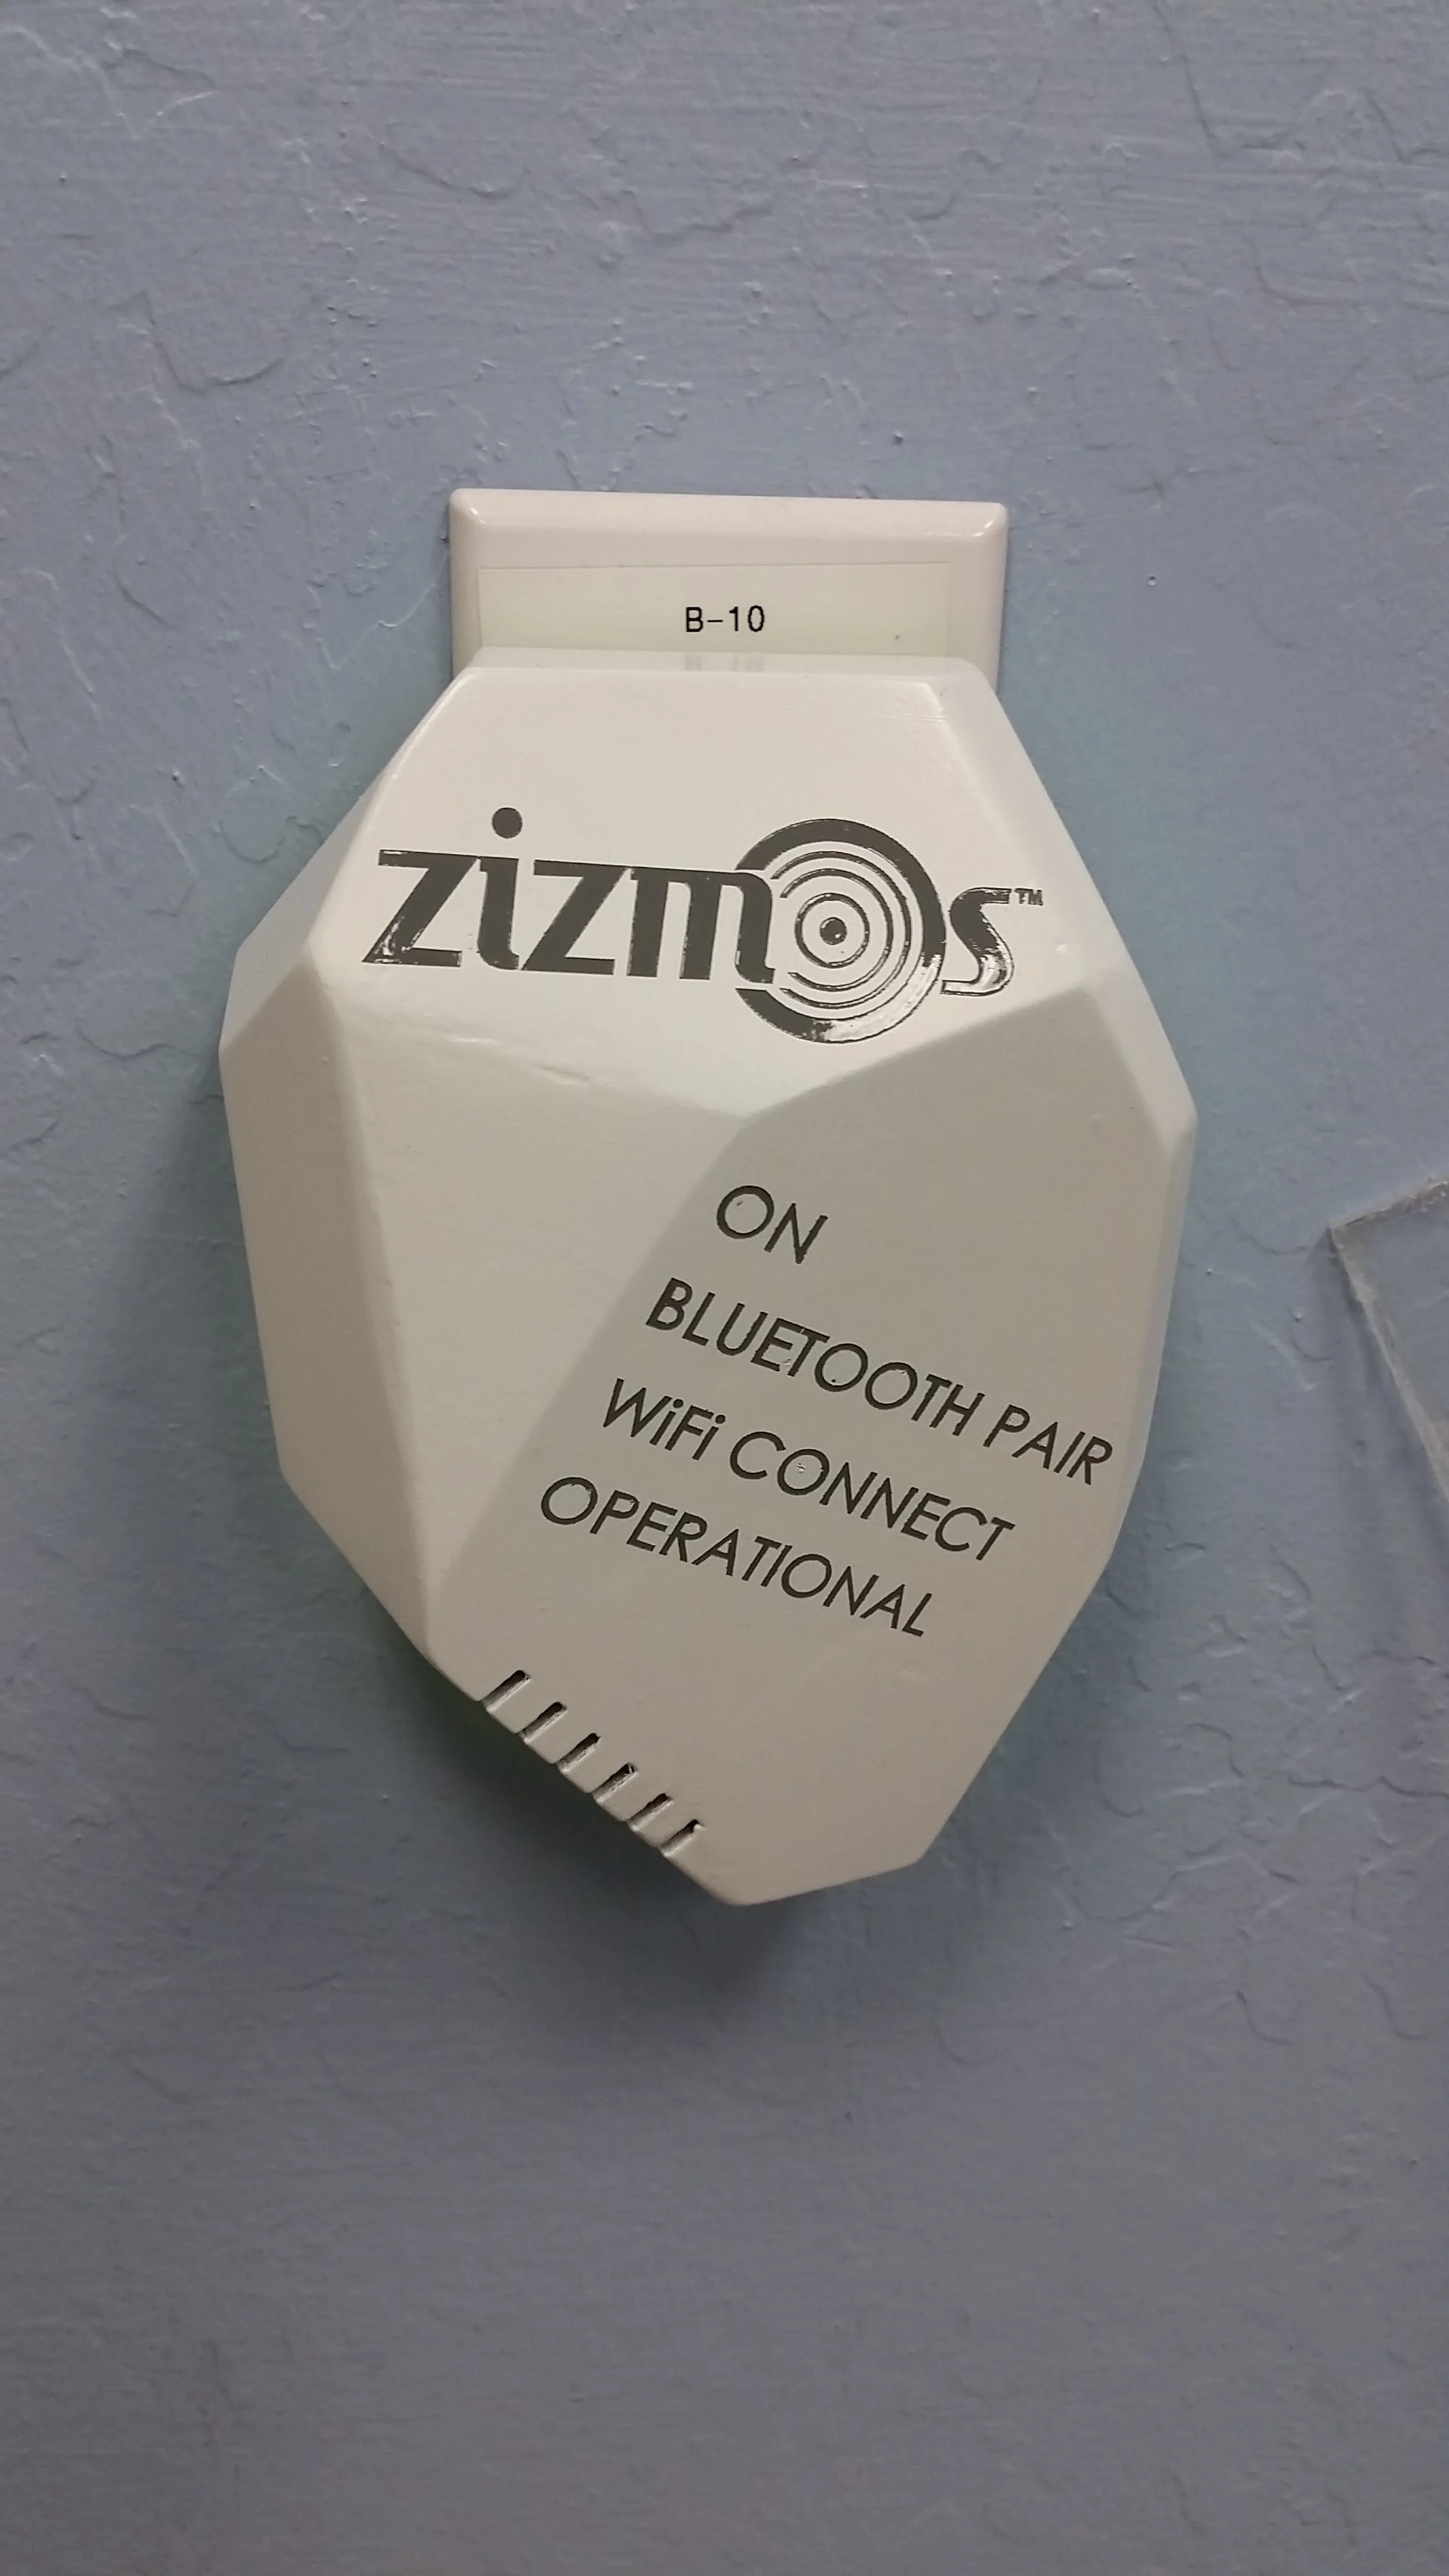 B-10
zizmos™
ON
BLUETOOTH PAIR
WiFi CONNECT
OPERATIONAL